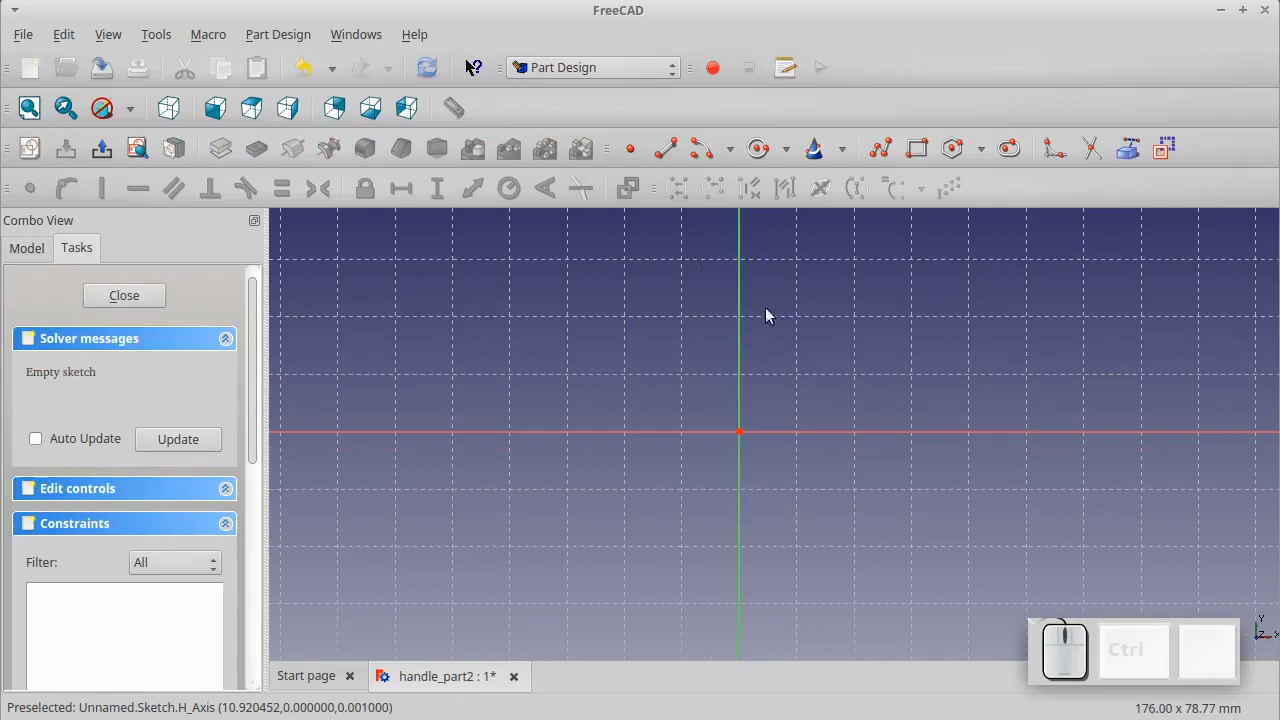 FreeCAD
File Edit View Tools Macro Part Design Windows Help
Part Design
Combo View
Model Tasks
Close
Solver messages
Empty sketch
Auto Update Update
Edit controls
Constraints
Filter: All
Ctrl
Y
Z X
Start page handle_part2 : 1*
Preselected: Unnamed.Sketch.H_Axis (10.920452,0.000000,0.001000) 176.00 x 78.77 mm